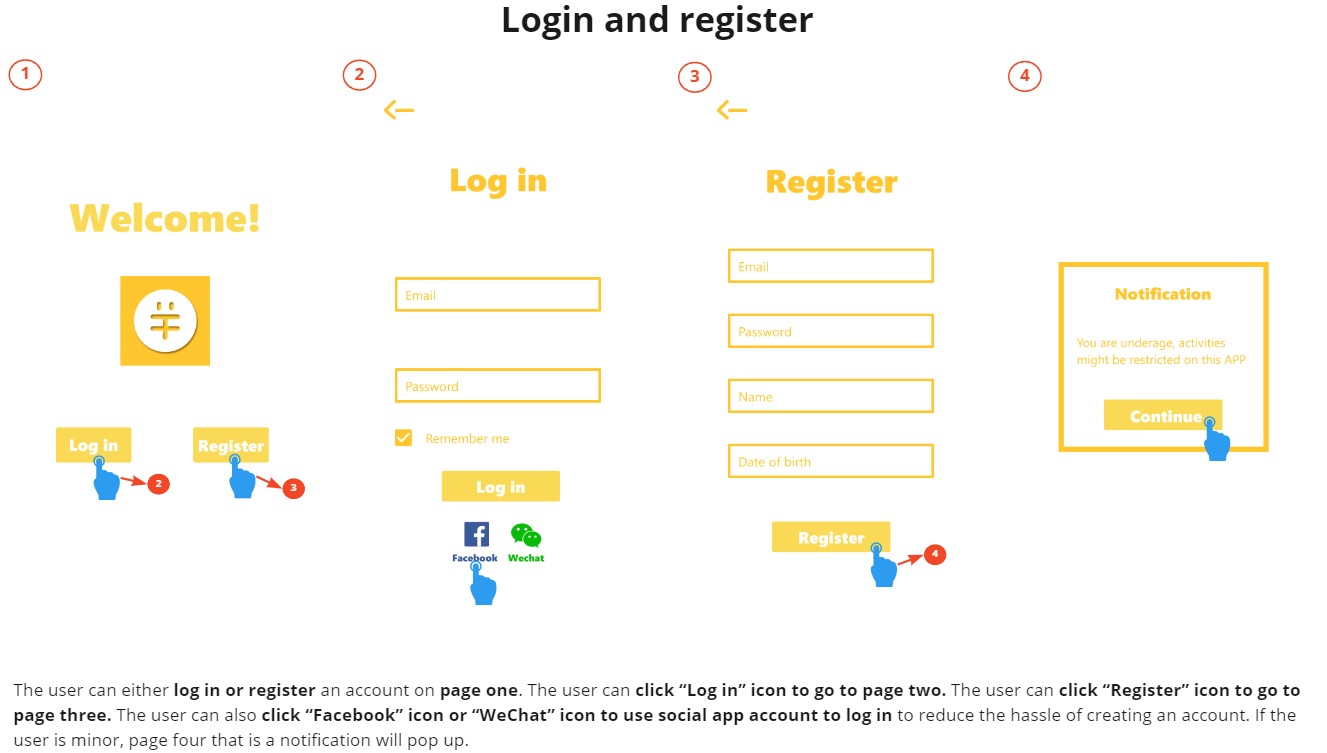 Login and register
1
2
3
4
Welcome!
Log in
Register
2
3
Log in
Email
Password
Remember me
Log in
Facebook
Wechat
Register
Email
Password
Name
Date of birth
Register
4
Notification
You are underage, activities
might be restricted on this APP
Continue
The user can either log in or register an account on page one. The user can click “Log in” icon to go to page two. The user can click “Register” icon to go to
page three. The user can also click “Facebook” icon or “WeChat” icon to use social app account to log in to reduce the hassle of creating an account. If the
user is minor, page four that is a notification will pop up.